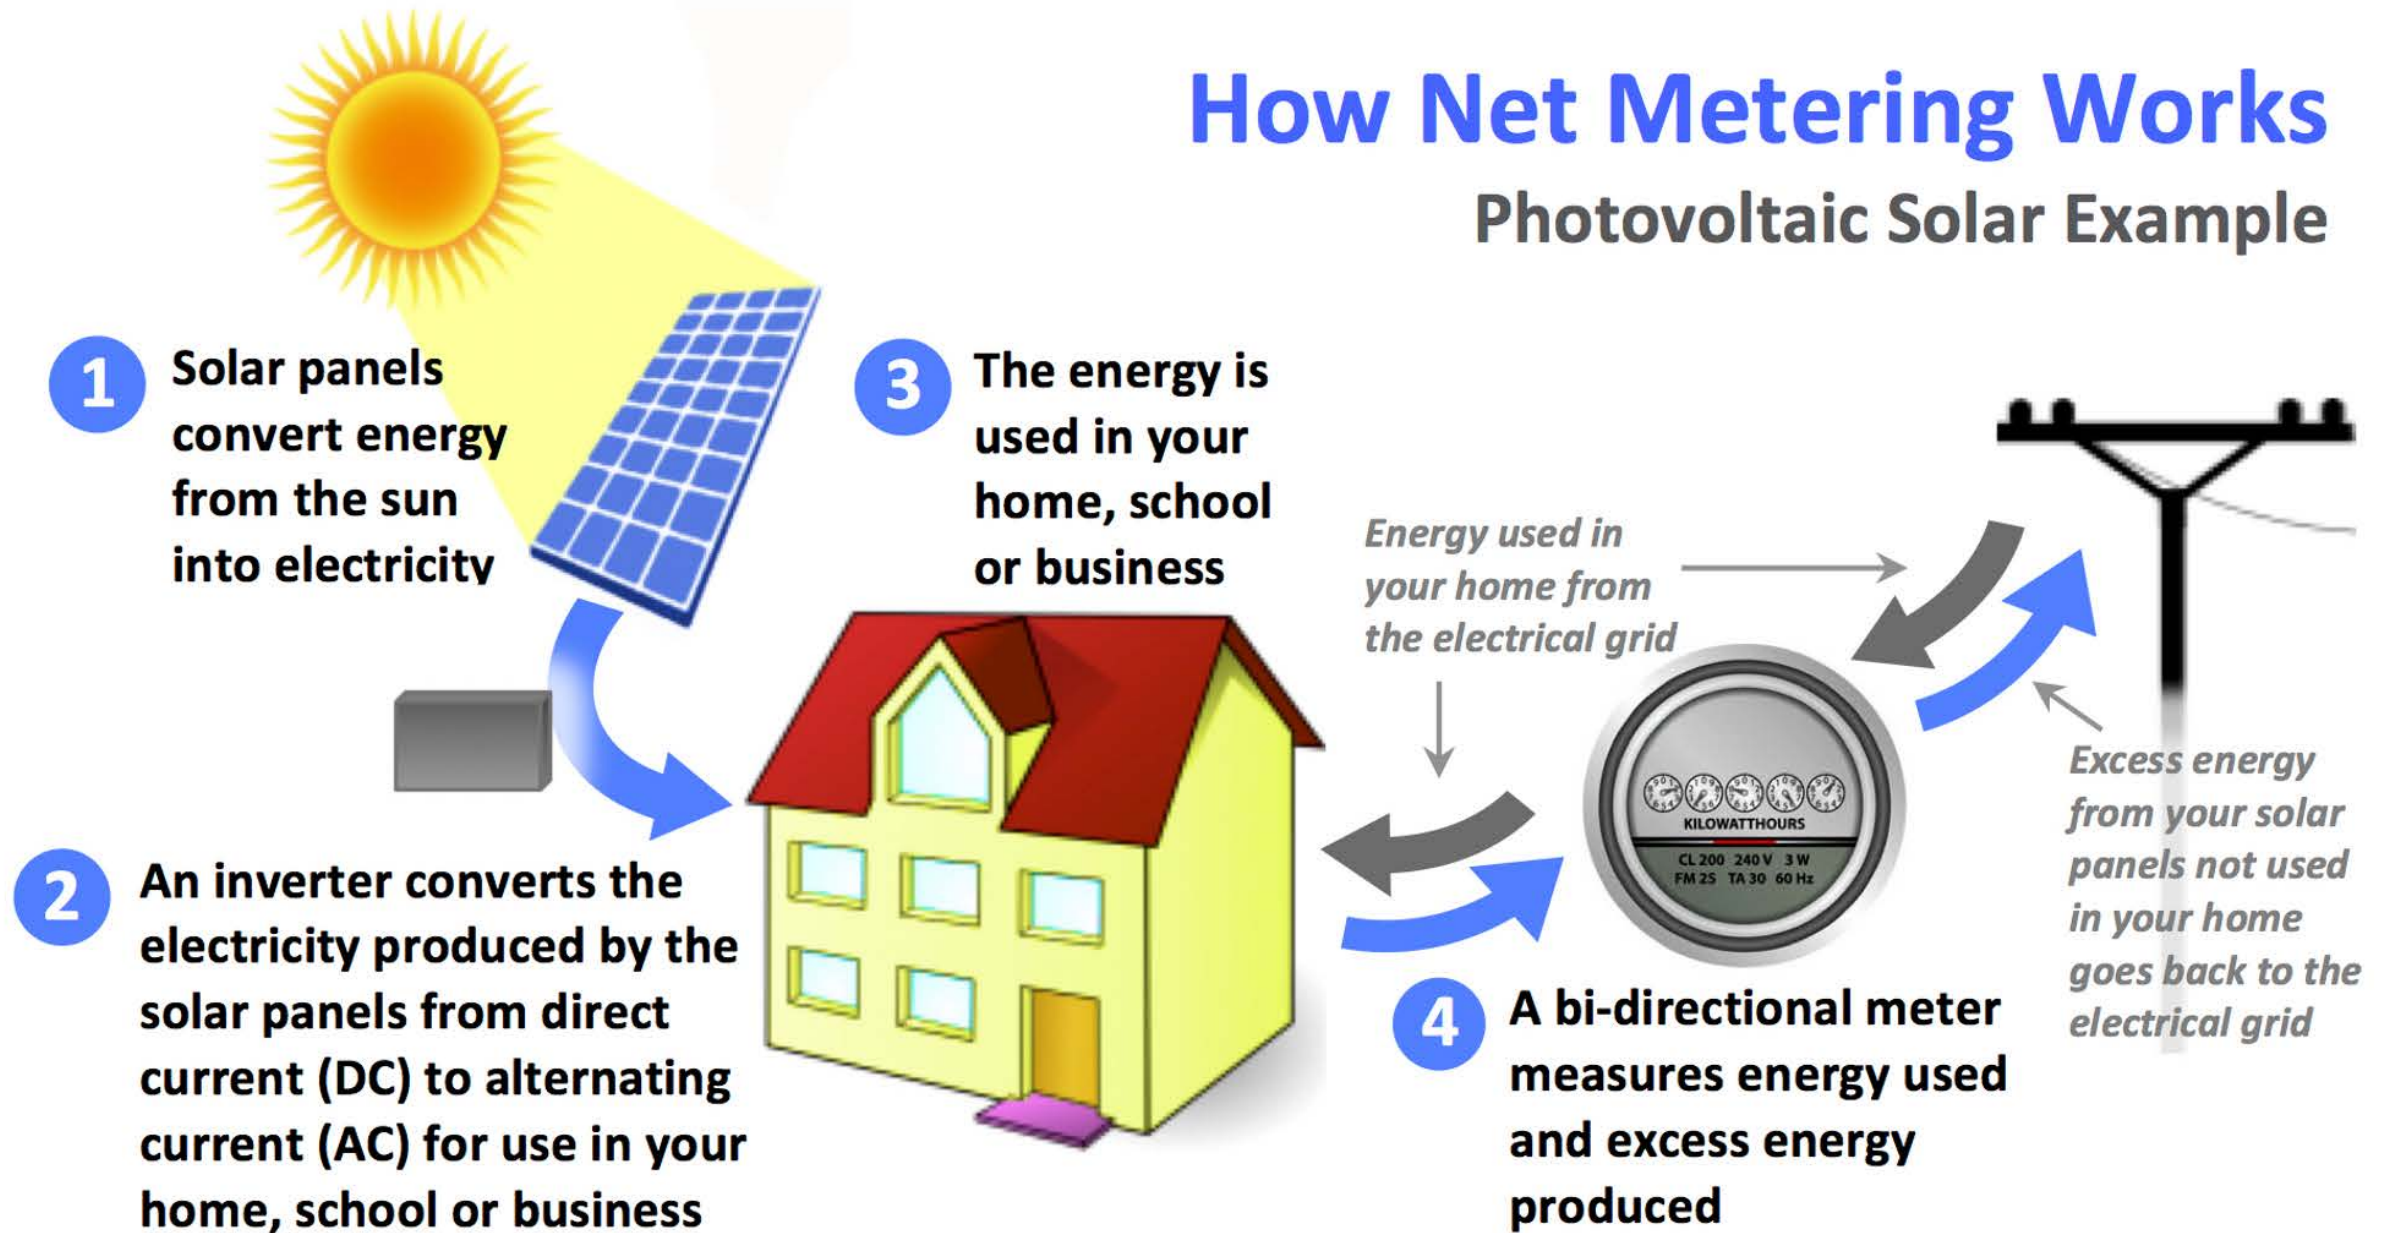 How Net Metering Works
Photovoltaic Solar Example
1
Solar panels
convert energy
from the sun
into electricity
2
An inverter converts the
electricity produced by the
solar panels from direct
current (DC) to alternating
current (AC) for use in your
home, school or business
3
The energy is
used in your
home, school
or business
Energy used in
your home from
the electrical grid
KILOWATTHOURS
CL 200 240 V 3 W
FM 25 TA 30 60 Hz
4
A bi-directional meter
measures energy used
and excess energy
produced
Excess energy
from your solar
panels not used
in your home
goes back to the
electrical grid